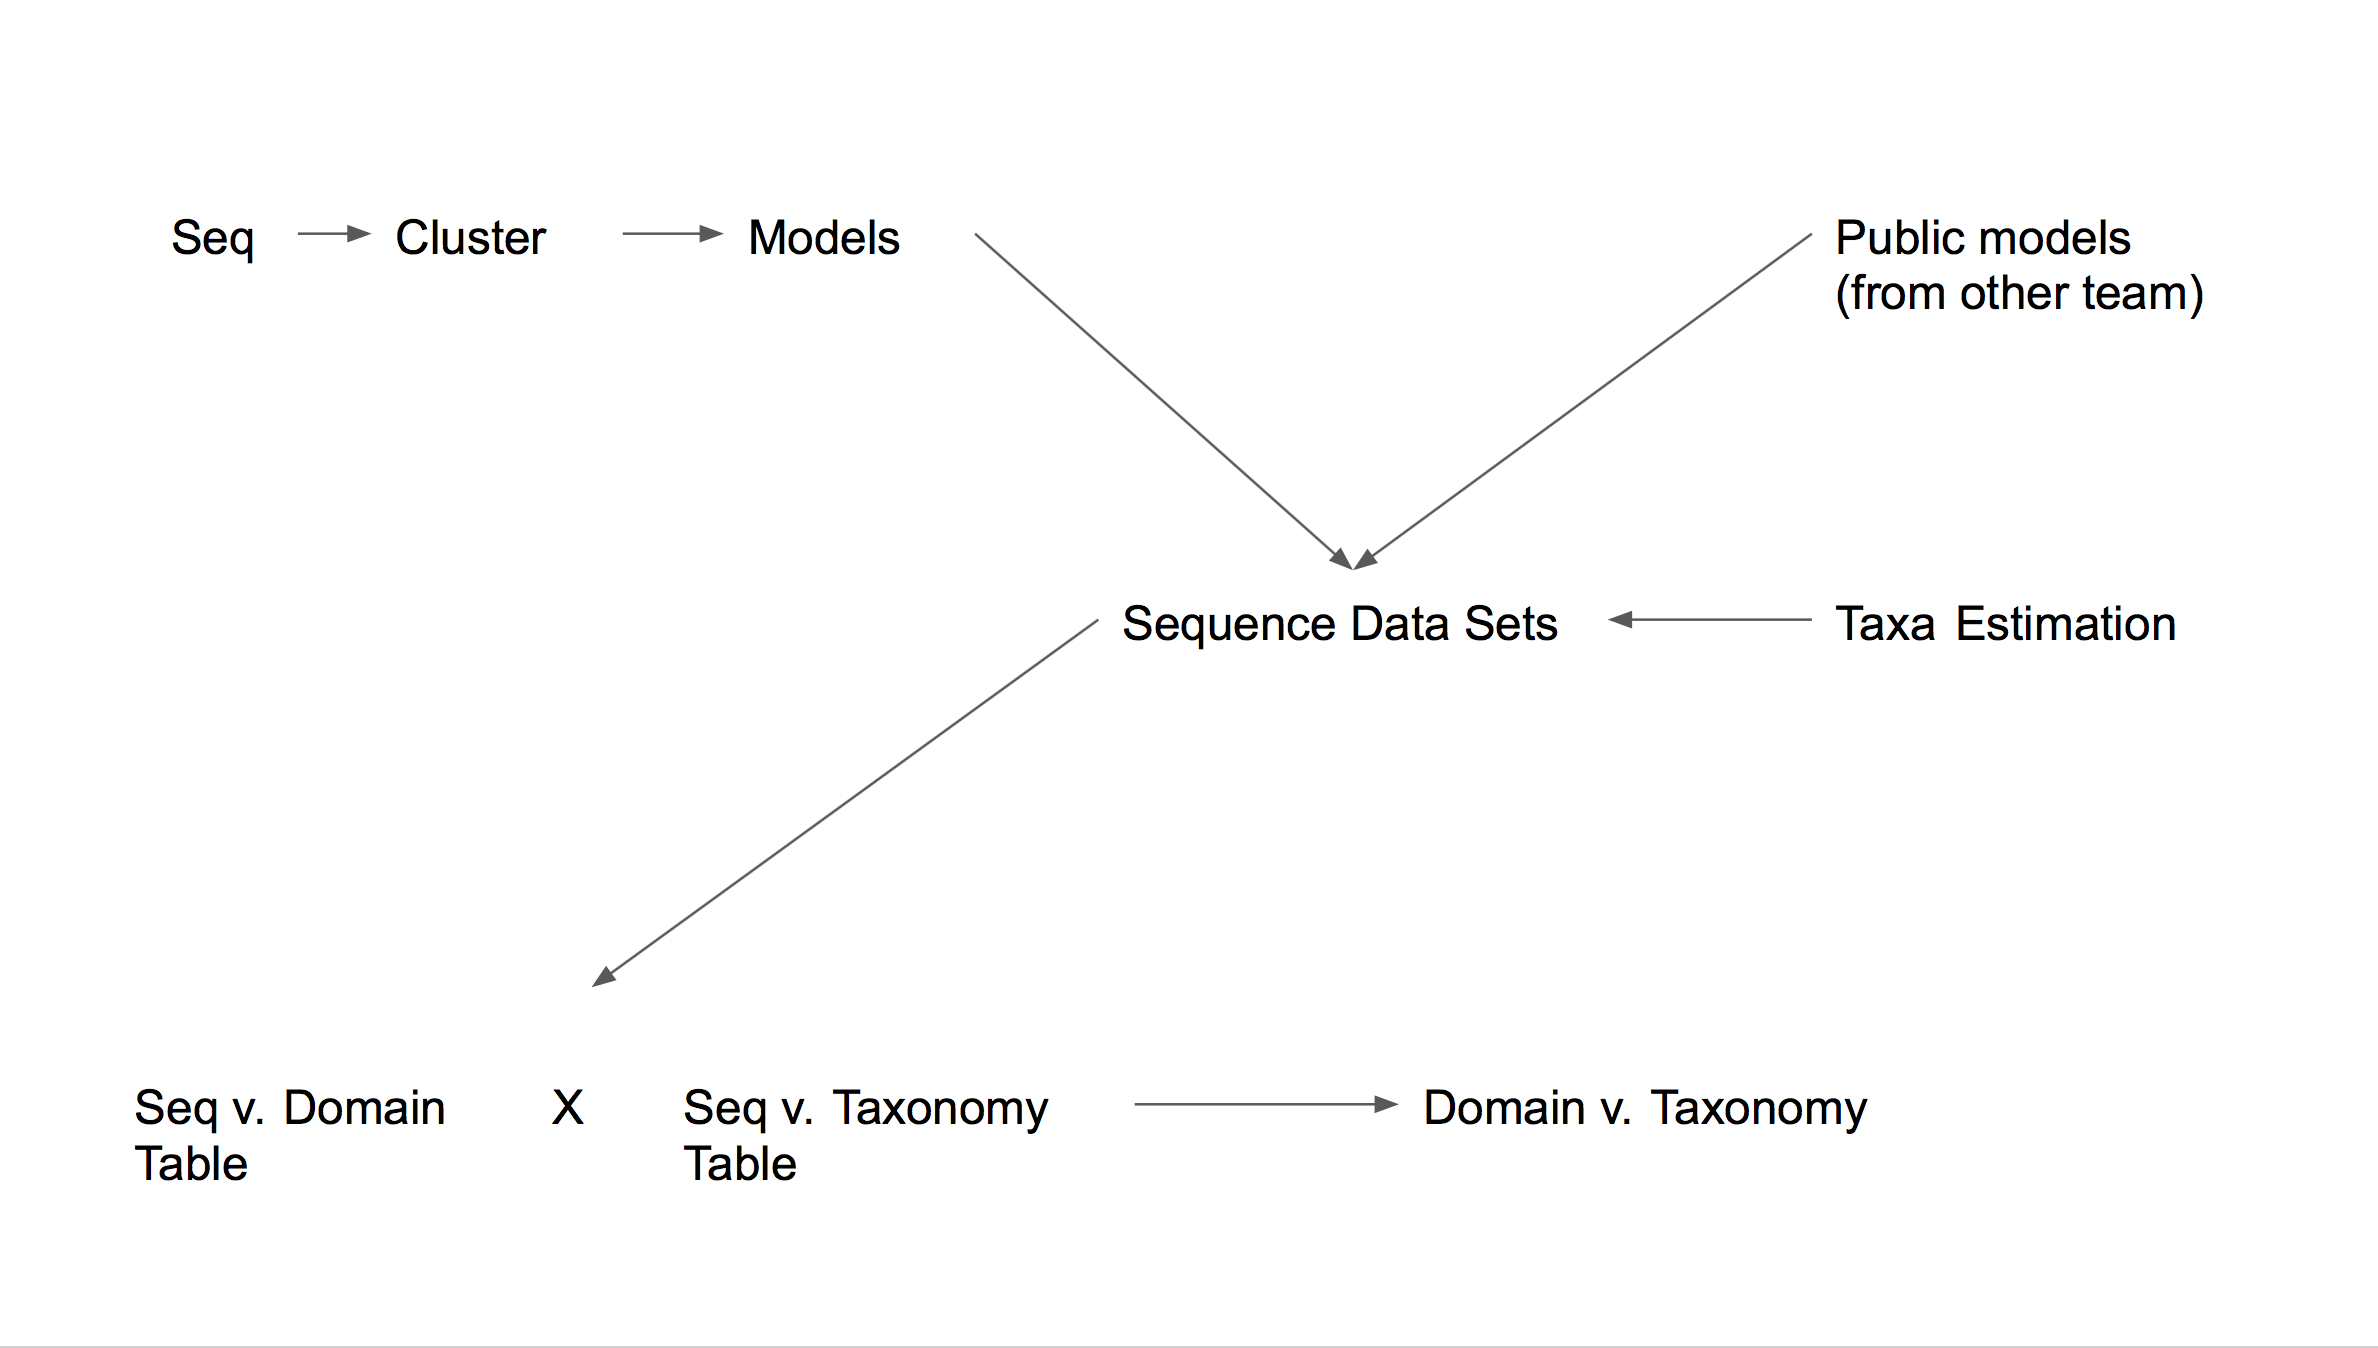 Seq
Cluster
Models
Public models
(from other team)
Sequence Data Sets
Taxa Estimation
Seq v. Domain
Table
X
Seq v. Taxonomy
Table
Domain v. Taxonomy